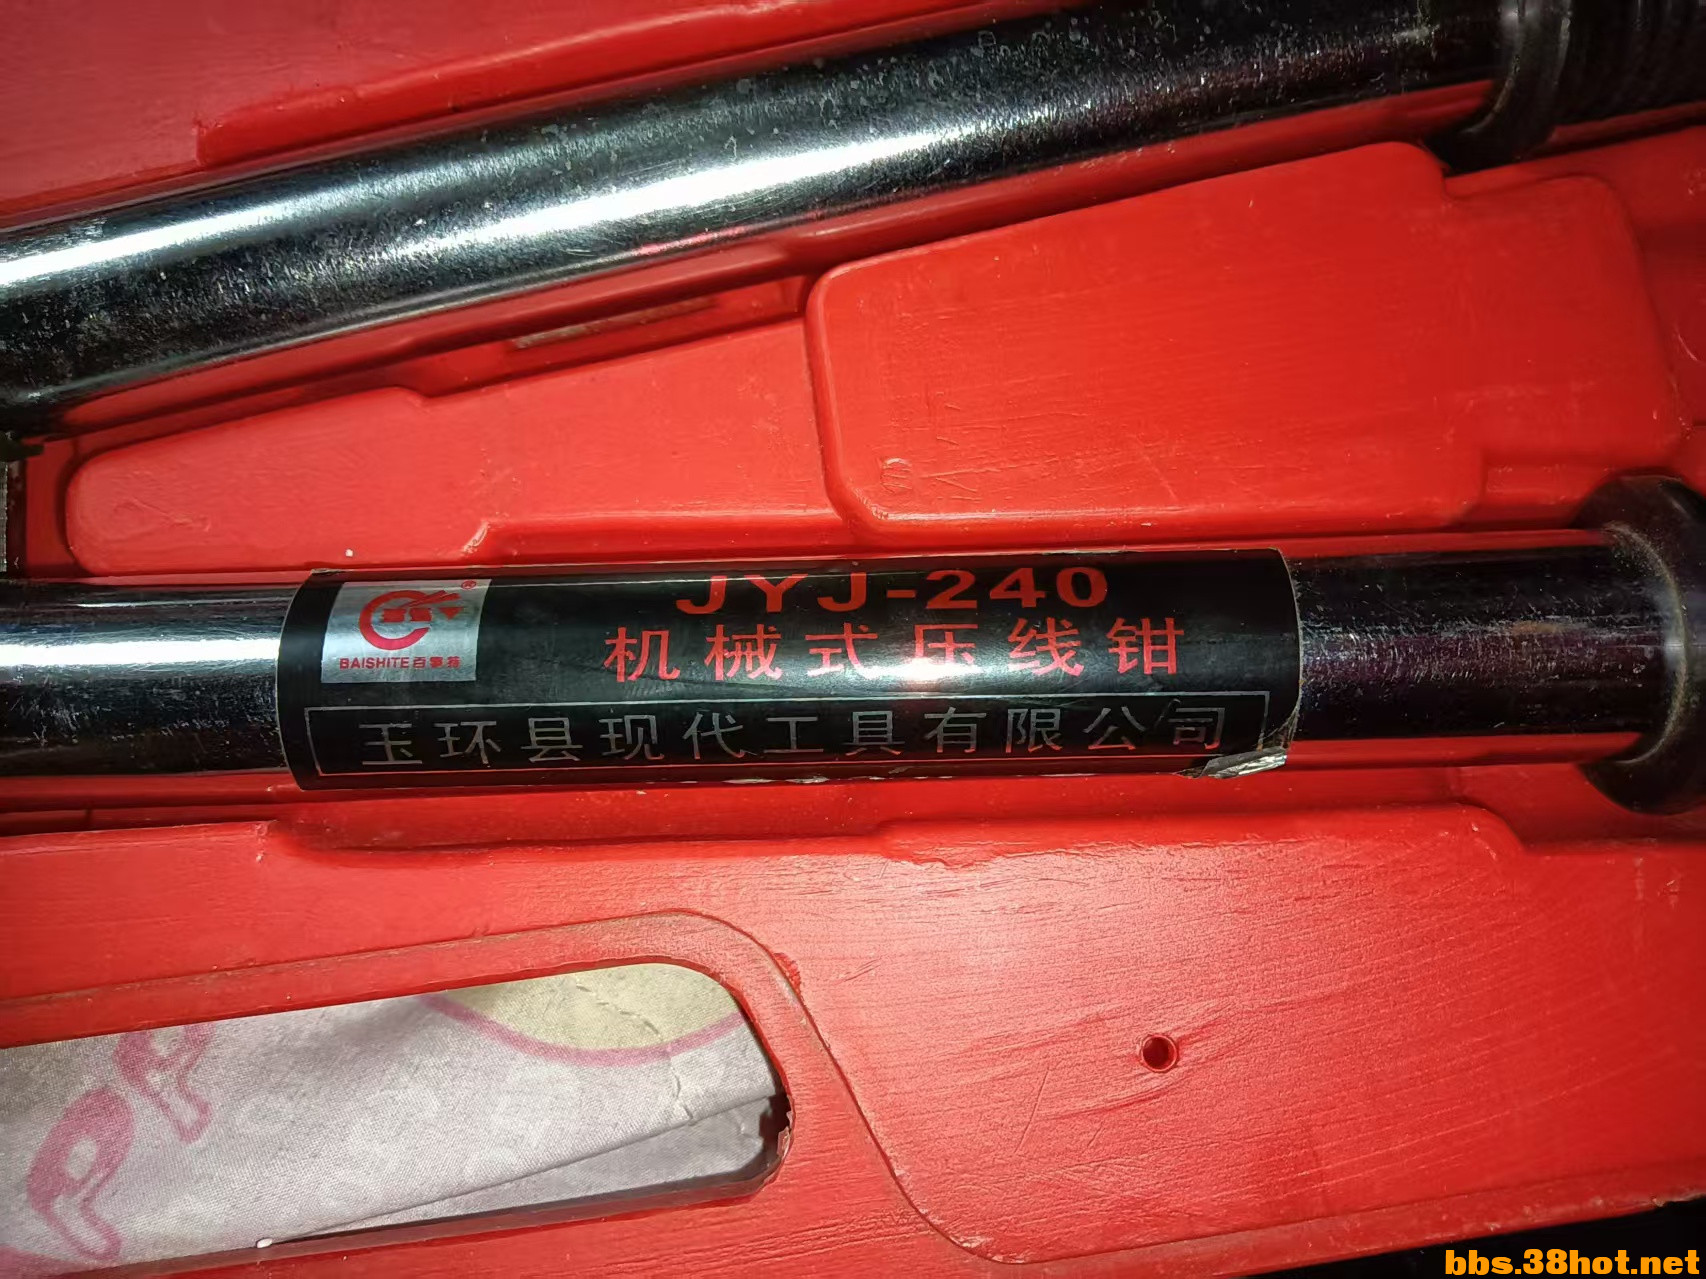 JYJ-240
机械式压线钳
BAISHITE百事特
玉环县现代工具有限公司
bbs.38hot.net